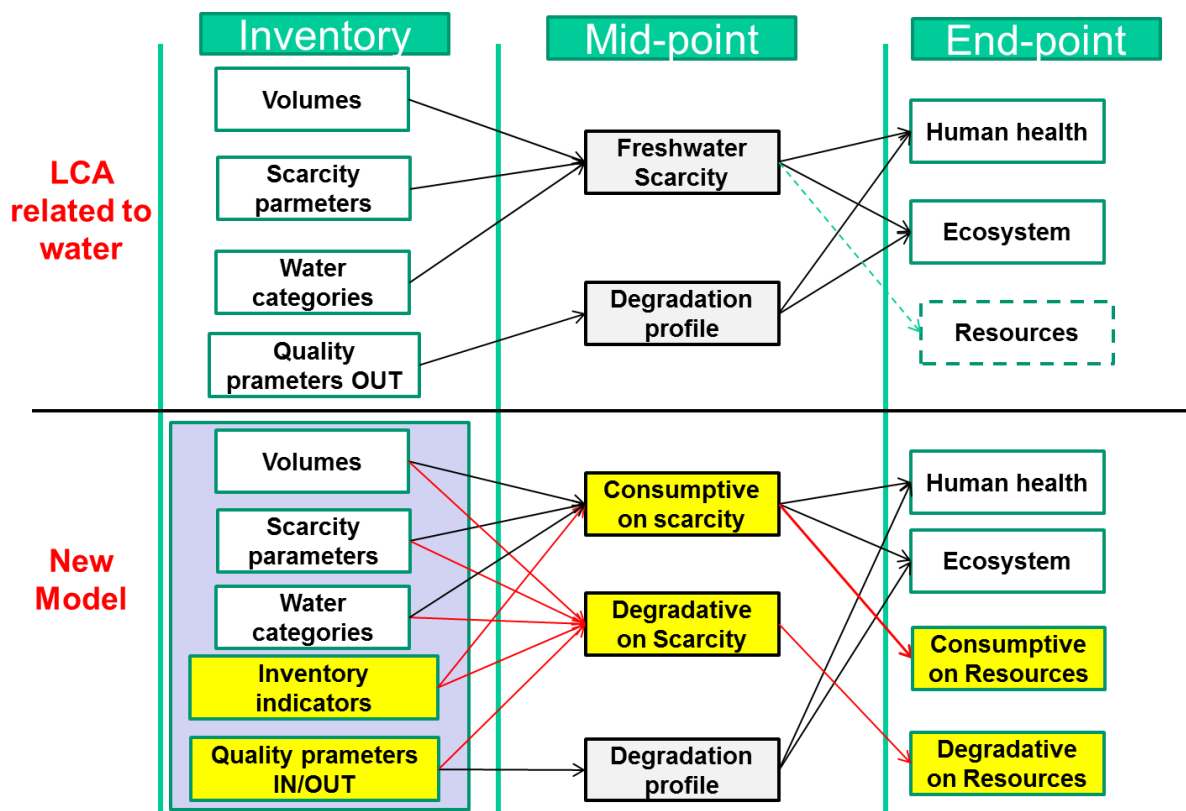 Inventory
Mid-point
End-point
LCA
related to
water
Volumes
Scarcity
parmeters
Water
categories
Quality
prameters OUT
Freshwater
Scarcity
Degradation
profile
Human health
Ecosystem
Resources
New
Model
Volumes
Scarcity
parameters
Water
categories
Inventory
indicators
Quality prameters
IN/OUT
Consumptive
on scarcity
Degradative
on Scarcity
Degradation
profile
Human health
Ecosystem
Consumptive
on Resources
Degradative
on Resources